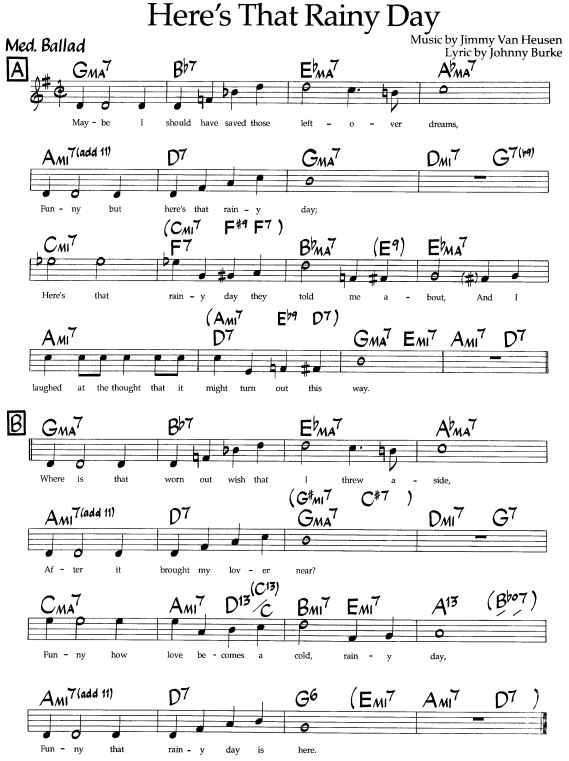 Here's That Rainy Day
Med. Ballad
Music by Jimmy Van Heusen
Lyric by Johnny Burke
A
GMA7 B♭7 E♭MA7 A♭MA7
May- be I should have saved those left - o - ver dreams,
AMI7(add 11) D7 GMA7 DMI7 G7(♭9)
Fun - ny but here's that rain - y day;
(CMI7 F#9 F7 )
CMI7 F7 B♭MA7 (E9) E♭MA7
Here's that rain - y day they told me a - bout, And I
(AMI7 E♭9 D7)
AMI7 D7 GMA7 EMI7 AMI7 D7
laughed at the thought that it might turn out this way.
B
GMA7 B♭7 E♭MA7 A♭MA7
Where is that worn out wish that I threw a - side,
(G#MI7 C#7 )
AMI7(add 11) D7 GMA7 DMI7 G7
Af - ter it brought my lov - er near?
CMA7 AMI7 D13 (C13)/C BMI7 EMI7 A13 (B♭o7)
Fun - ny how love be- comes a cold, rain - y day,
AMI7(add 11) D7 G6 (EMI7 AMI7 D7 )
Fun - ny that rain - y day is here.